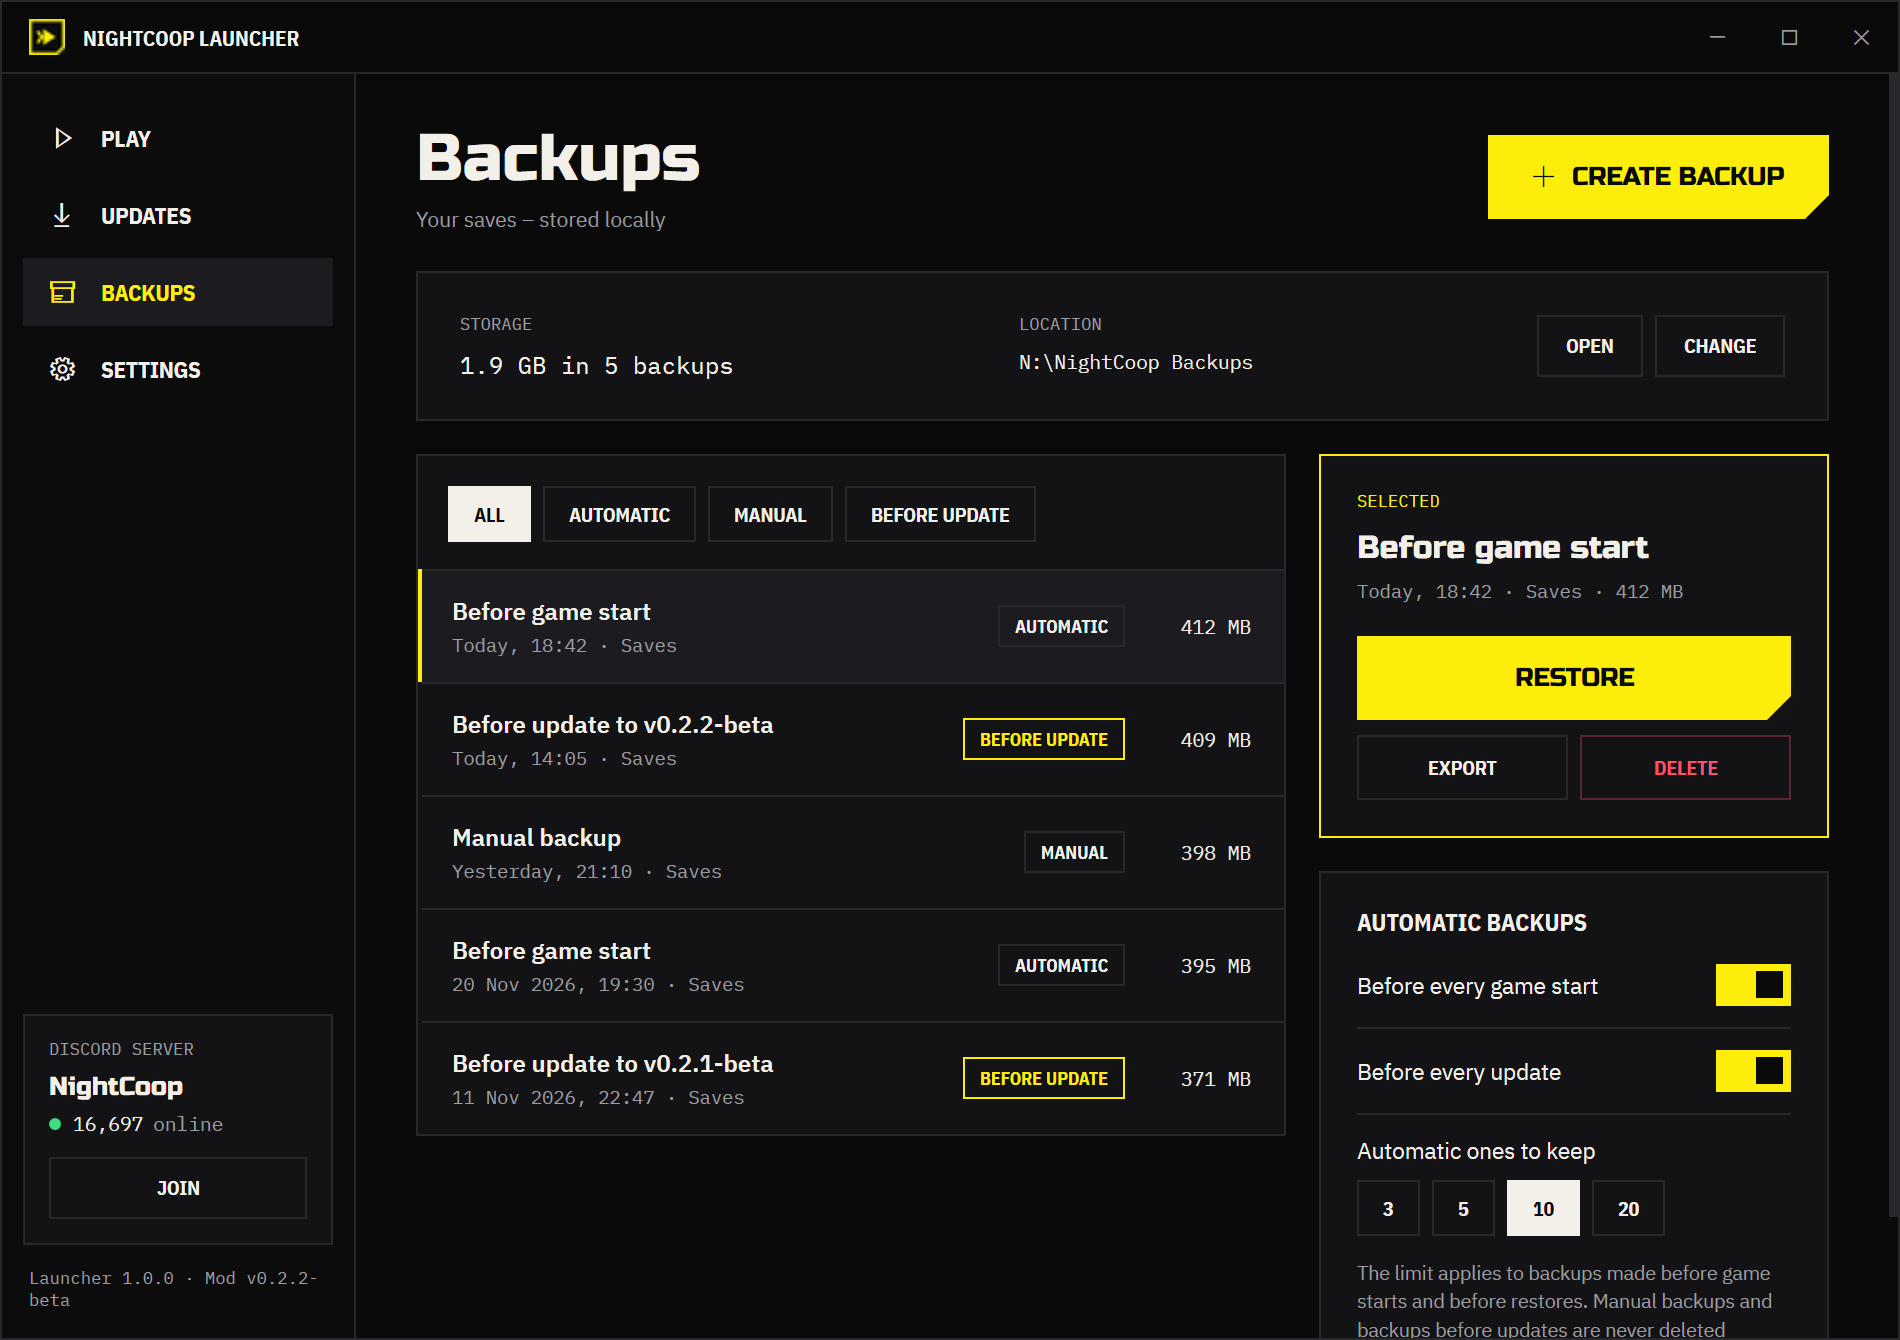 NIGHTCOOP LAUNCHER
PLAY
UPDATES
BACKUPS
SETTINGS
DISCORD SERVER
NightCoop
16,697 online
JOIN
Launcher 1.0.0 · Mod v0.2.2-
beta
Backups
Your saves – stored locally
CREATE BACKUP
STORAGE
1.9 GB in 5 backups
LOCATION
N:\NightCoop Backups
OPEN
CHANGE
ALL
AUTOMATIC
MANUAL
BEFORE UPDATE
Before game start
Today, 18:42 · Saves
AUTOMATIC
412 MB
Before update to v0.2.2-beta
Today, 14:05 · Saves
BEFORE UPDATE
409 MB
Manual backup
Yesterday, 21:10 · Saves
MANUAL
398 MB
Before game start
20 Nov 2026, 19:30 · Saves
AUTOMATIC
395 MB
Before update to v0.2.1-beta
11 Nov 2026, 22:47 · Saves
BEFORE UPDATE
371 MB
SELECTED
Before game start
Today, 18:42 · Saves · 412 MB
RESTORE
EXPORT
DELETE
AUTOMATIC BACKUPS
Before every game start
Before every update
Automatic ones to keep
3
5
10
20
The limit applies to backups made before game
starts and before restores. Manual backups and
backups before updates are never deleted